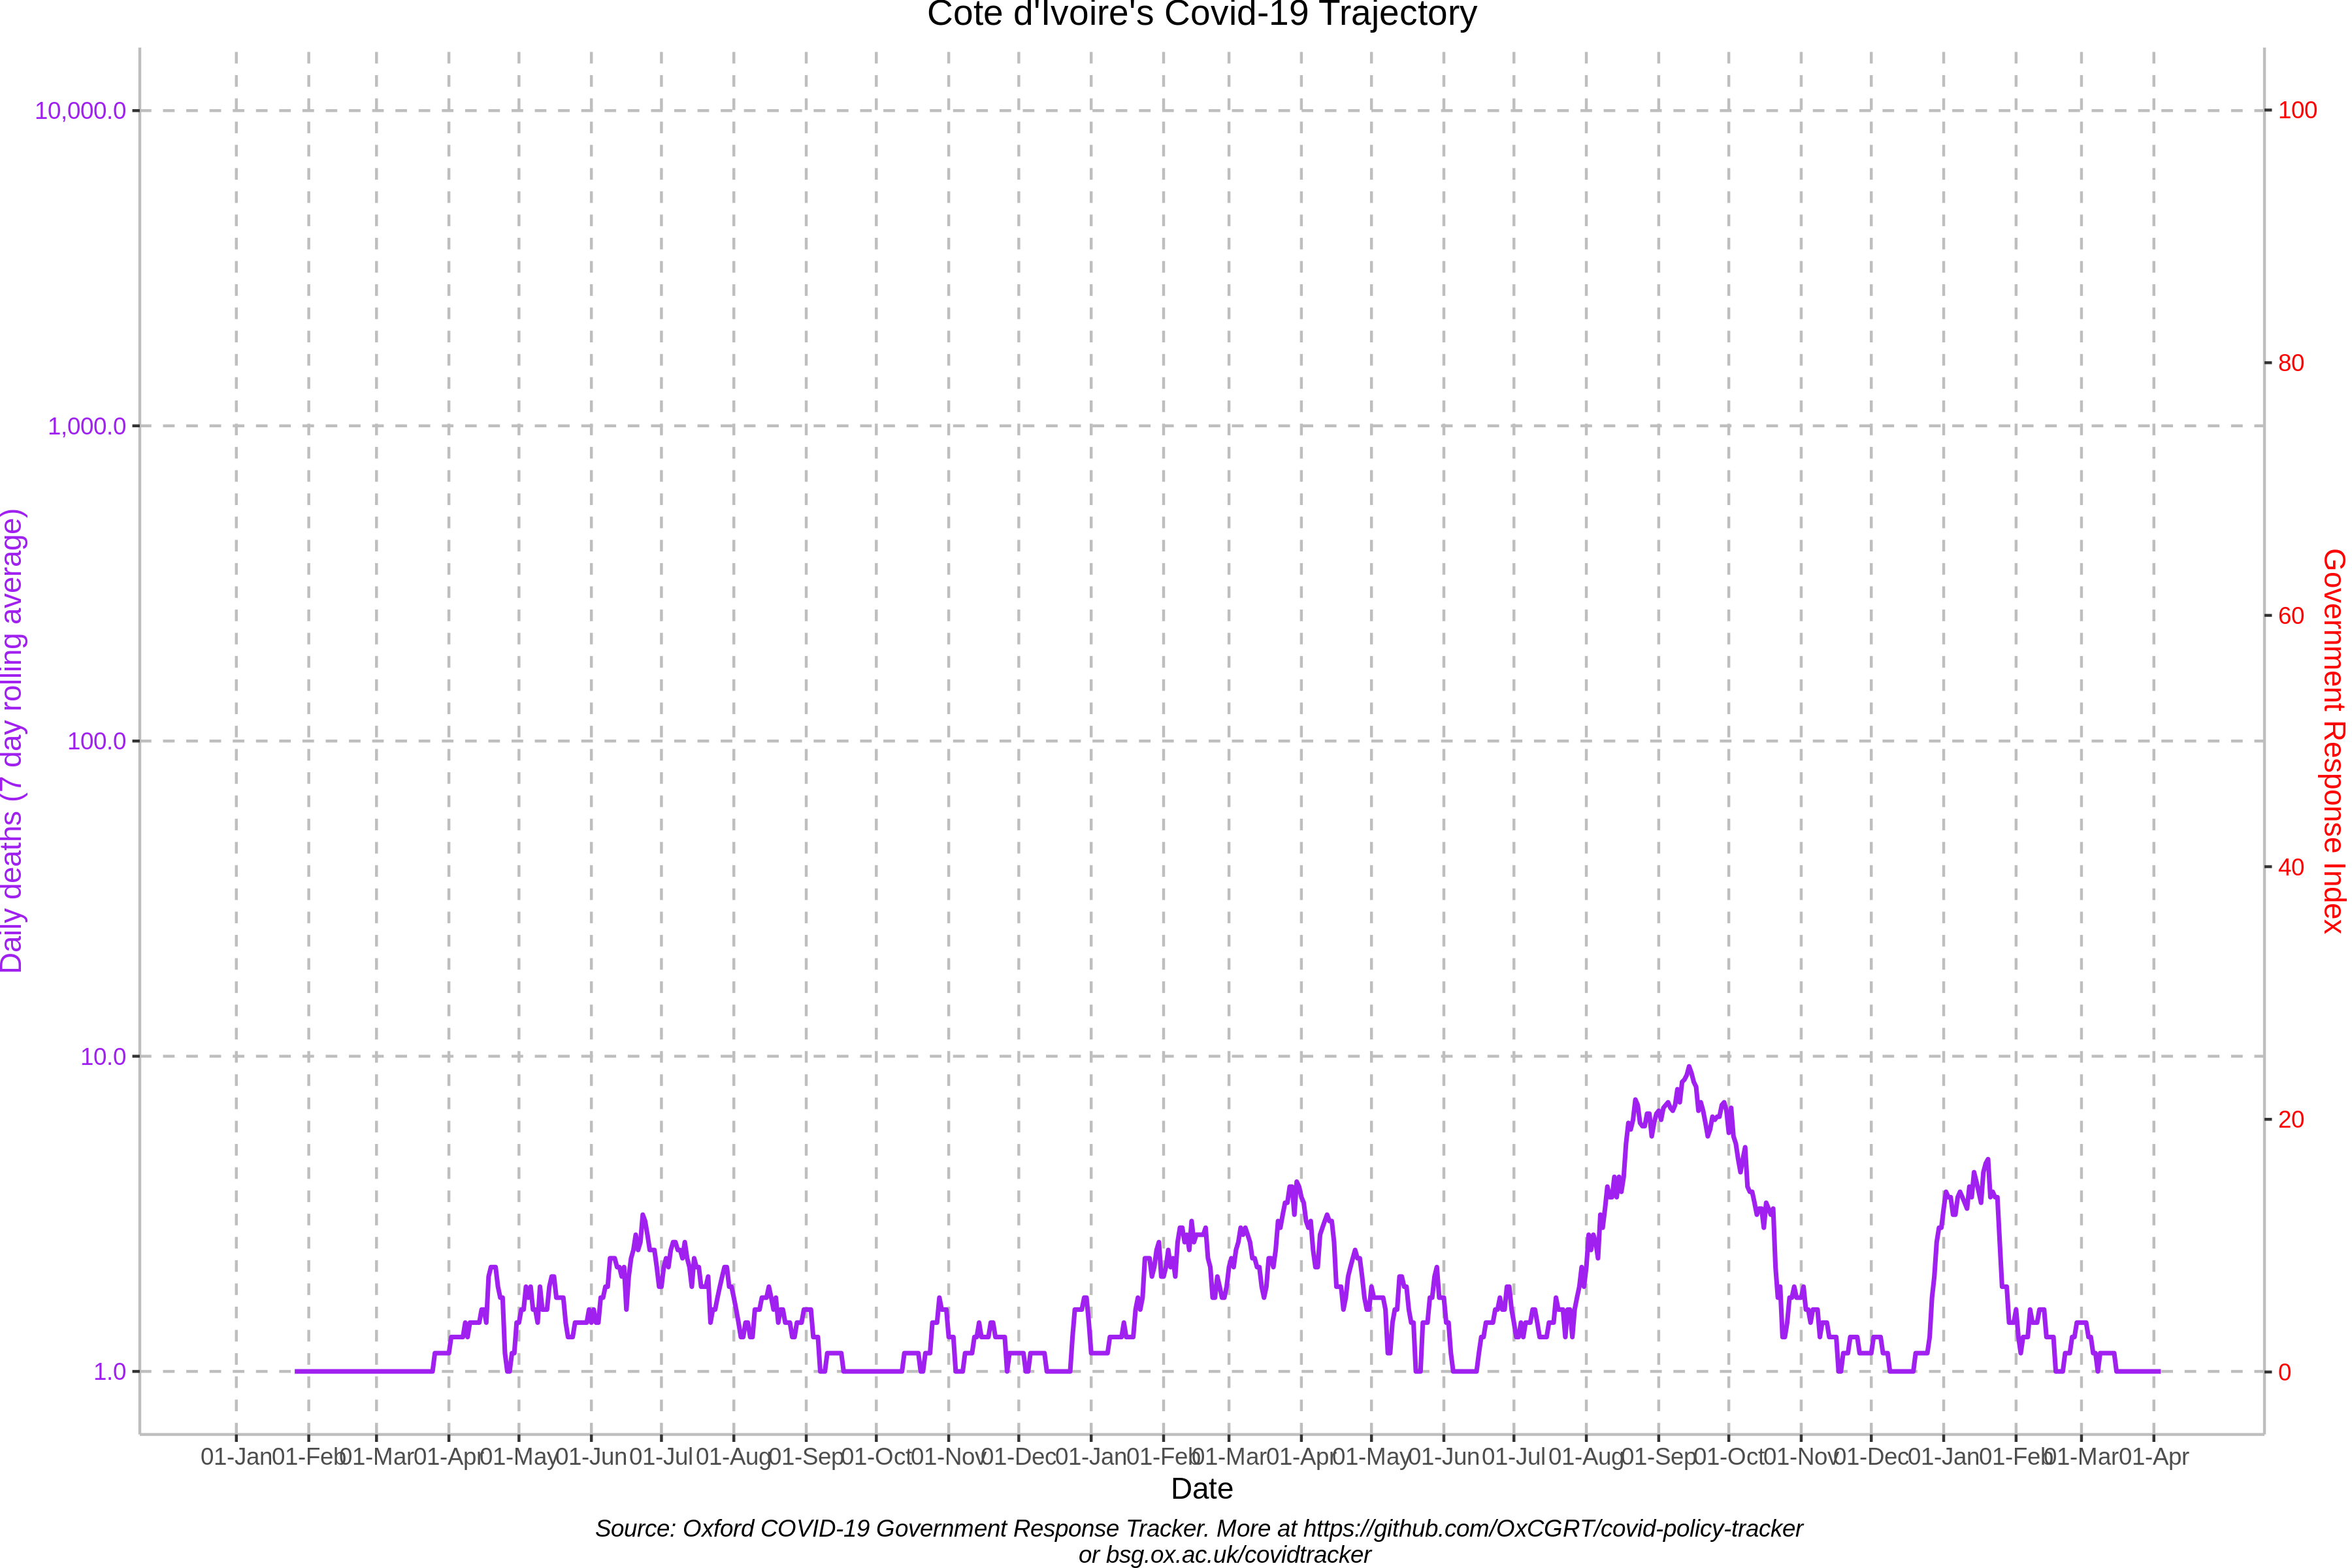 Cote d'Ivoire's Covid-19 Trajectory
Daily deaths (7 day rolling average)
10,000.0
1,000.0
100.0
10.0
1.0
100
80
60
40
20
0
Government Response Index
01-Jan 01-Feb 01-Mar 01-Apr 01-May 01-Jun 01-Jul 01-Aug 01-Sep 01-Oct 01-Nov 01-Dec 01-Jan 01-Feb 01-Mar 01-Apr 01-May 01-Jun 01-Jul 01-Aug 01-Sep 01-Oct 01-Nov 01-Dec 01-Jan 01-Feb 01-Mar 01-Apr
Date
Source: Oxford COVID-19 Government Response Tracker. More at https://github.com/OxCGRT/covid-policy-tracker
or bsg.ox.ac.uk/covidtracker